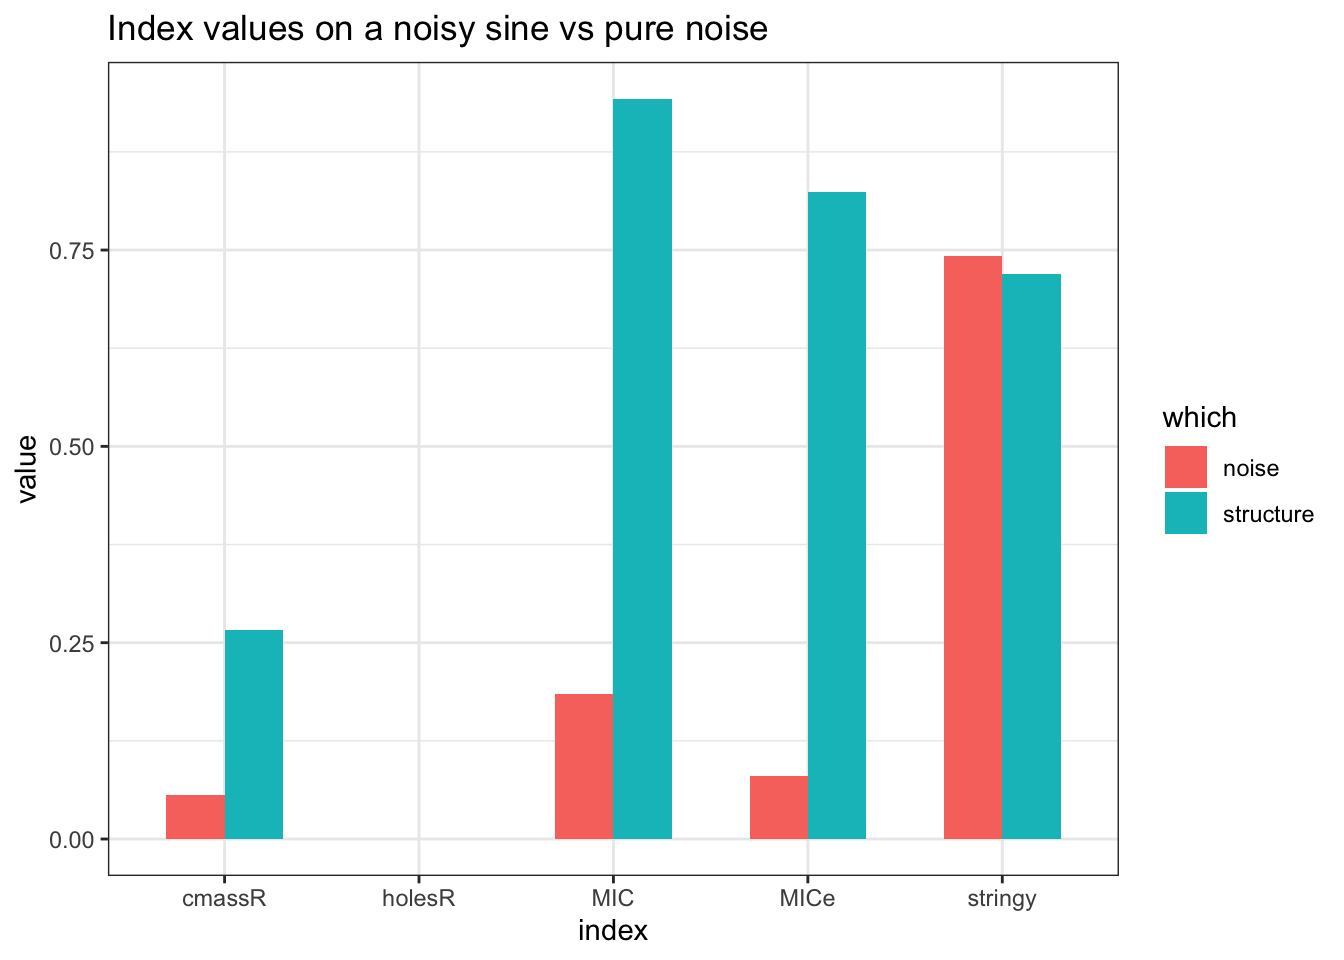 Index values on a noisy sine vs pure noise
value
0.75
0.50
0.25
0.00
cmassR holesR MIC MICe stringy
index
which
noise
structure